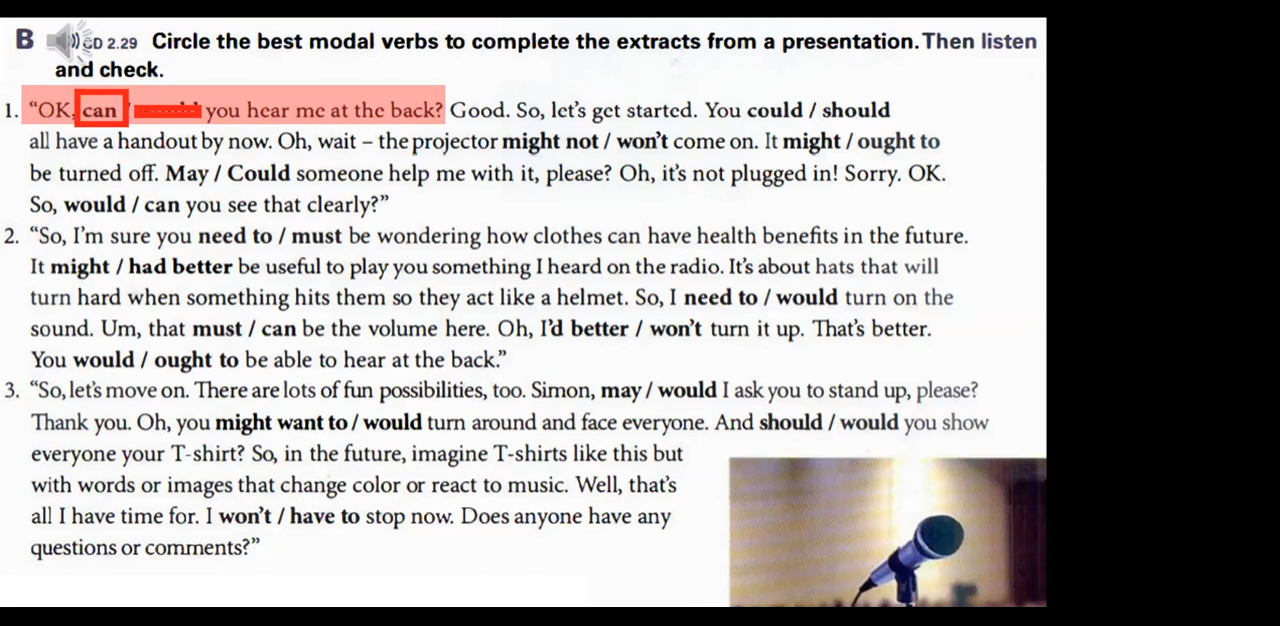 B CD 2.29 Circle the best modal verbs to complete the extracts from a presentation. Then listen
and check.
1. “OK, can / you hear me at the back? Good. So, let’s get started. You could / should
all have a handout by now. Oh, wait – the projector might not / won’t come on. It might / ought to
be turned off. May / Could someone help me with it, please? Oh, it’s not plugged in! Sorry. OK.
So, would / can you see that clearly?”
2. “So, I’m sure you need to / must be wondering how clothes can have health benefits in the future.
It might / had better be useful to play you something I heard on the radio. It’s about hats that will
turn hard when something hits them so they act like a helmet. So, I need to / would turn on the
sound. Um, that must / can be the volume here. Oh, I’d better / won’t turn it up. That’s better.
You would / ought to be able to hear at the back.”
3. “So, let’s move on. There are lots of fun possibilities, too. Simon, may / would I ask you to stand up, please?
Thank you. Oh, you might want to / would turn around and face everyone. And should / would you show
everyone your T-shirt? So, in the future, imagine T-shirts like this but
with words or images that change color or react to music. Well, that’s
all I have time for. I won’t / have to stop now. Does anyone have any
questions or comments?”